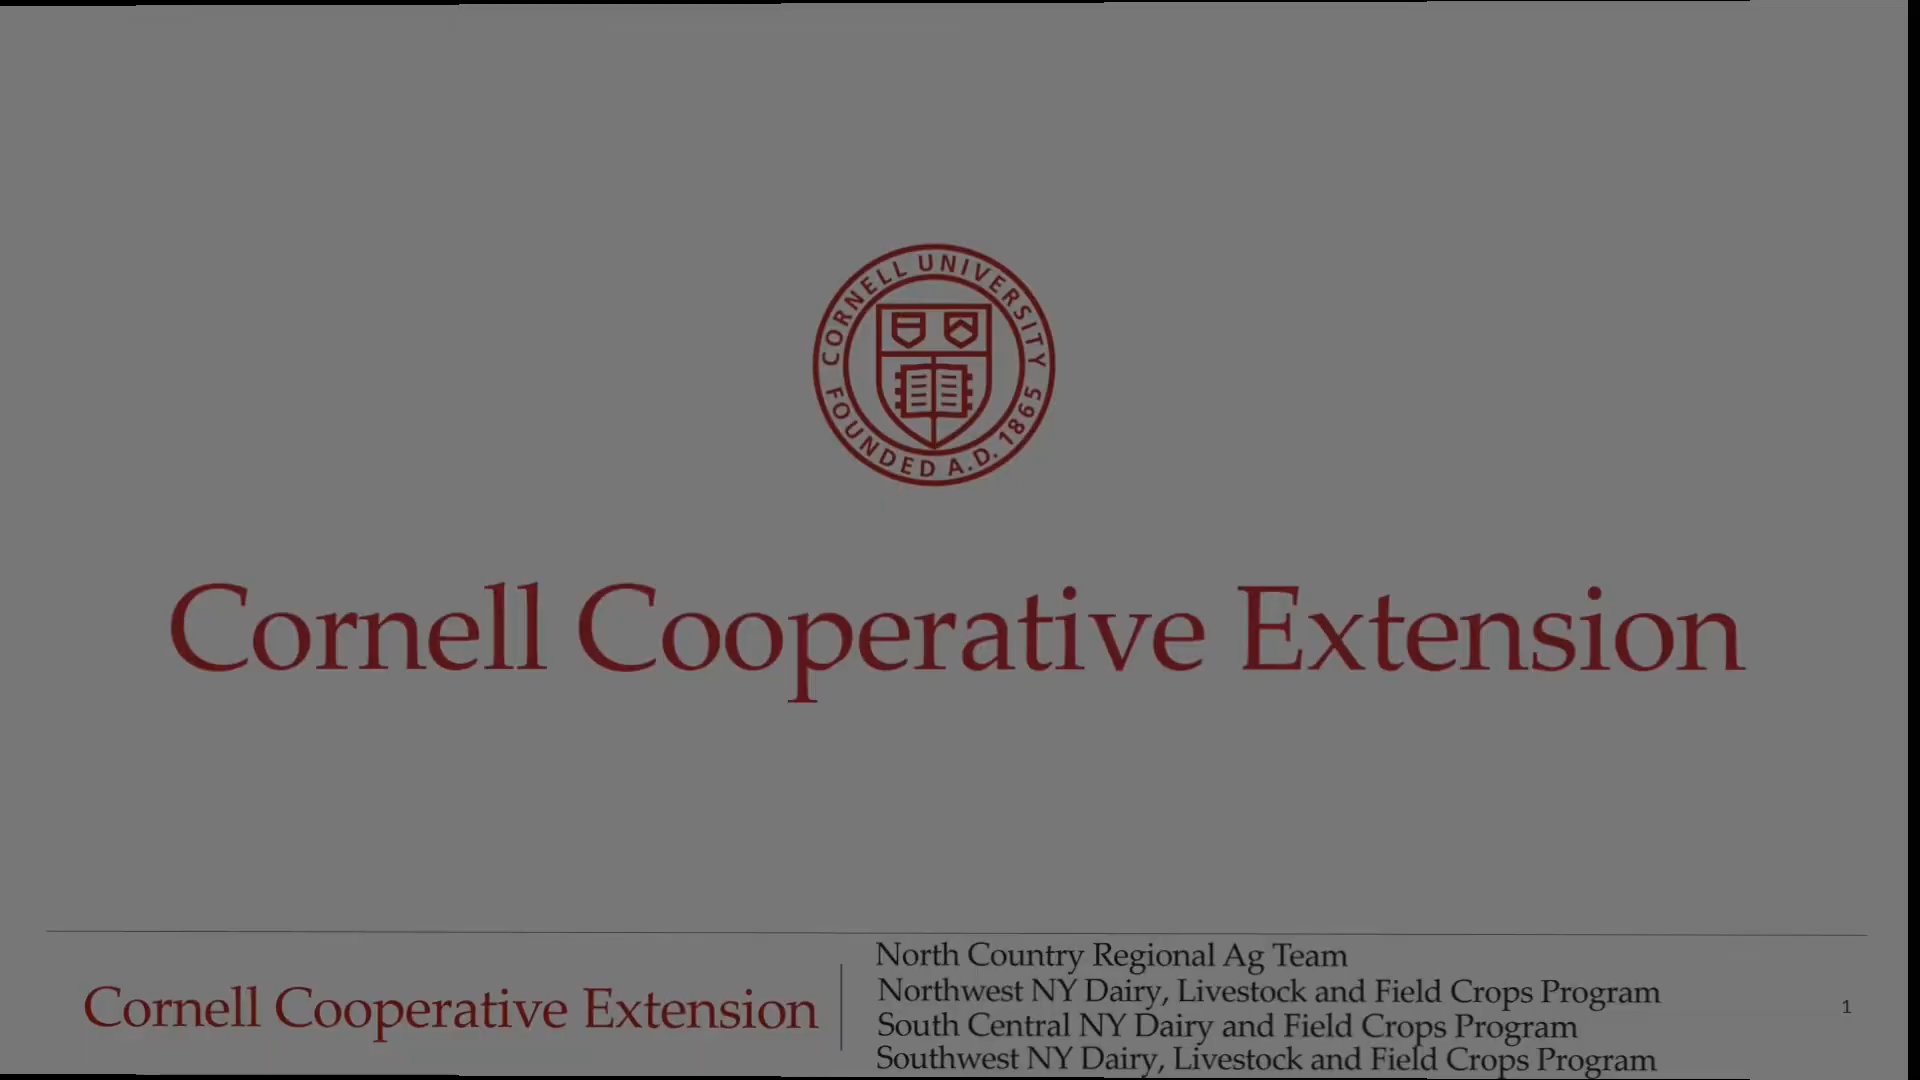 CORNELL UNIVERSITY
FOUNDED A.D. 1865
Cornell Cooperative Extension
Cornell Cooperative Extension
North Country Regional Ag Team
Northwest NY Dairy, Livestock and Field Crops Program
South Central NY Dairy and Field Crops Program
Southwest NY Dairy, Livestock and Field Crops Program
1